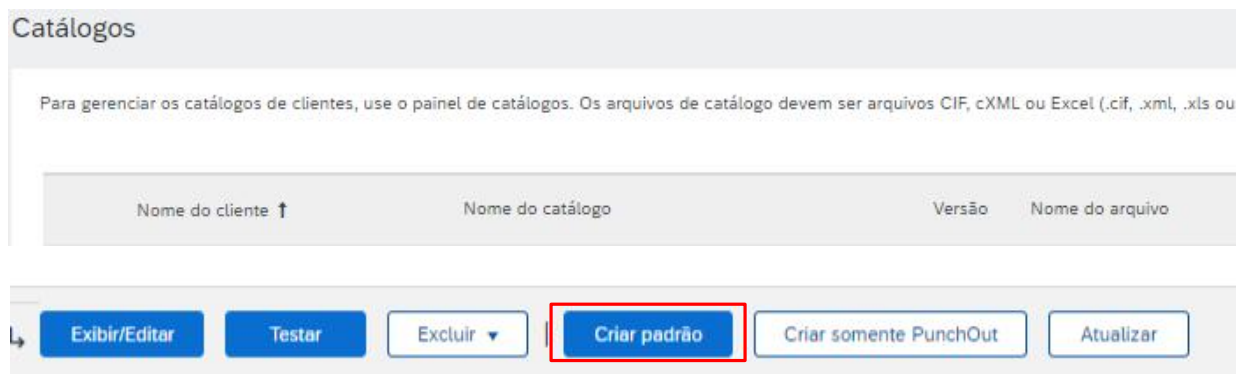 Catálogos
Para gerenciar os catálogos de clientes, use o painel de catálogos. Os arquivos de catálogo devem ser arquivos CIF, cXML ou Excel (.cif, .xml, .xls ou
Nome do cliente ↑ Nome do catálogo Versão Nome do arquivo
Exibir/Editar Testar Excluir ▼ | Criar padrão Criar somente PunchOut Atualizar